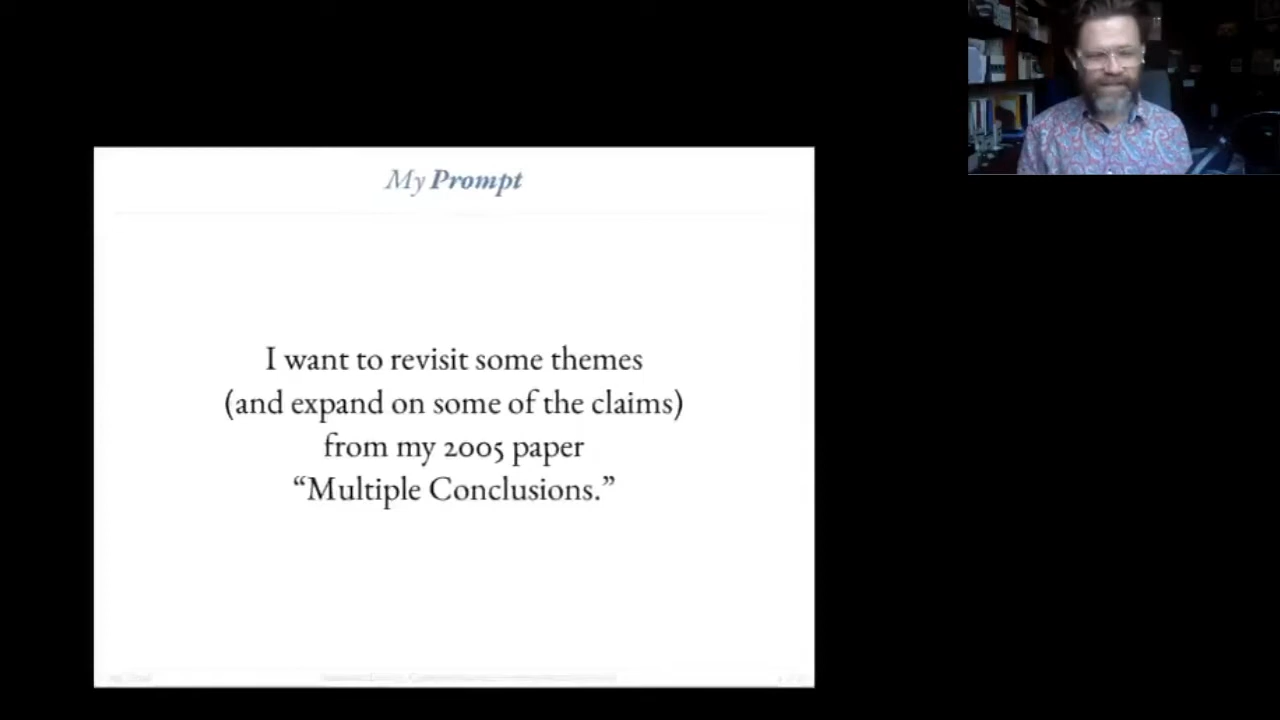 My Prompt
I want to revisit some themes
(and expand on some of the claims)
from my 2005 paper
“Multiple Conclusions.”